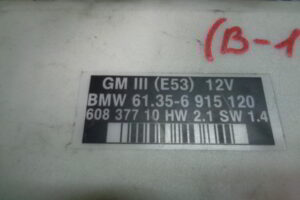 (B-1
GM III (E53) 12V
BMW 61.35-6 915 120
608 377 10 HW 2.1 SW 1.4